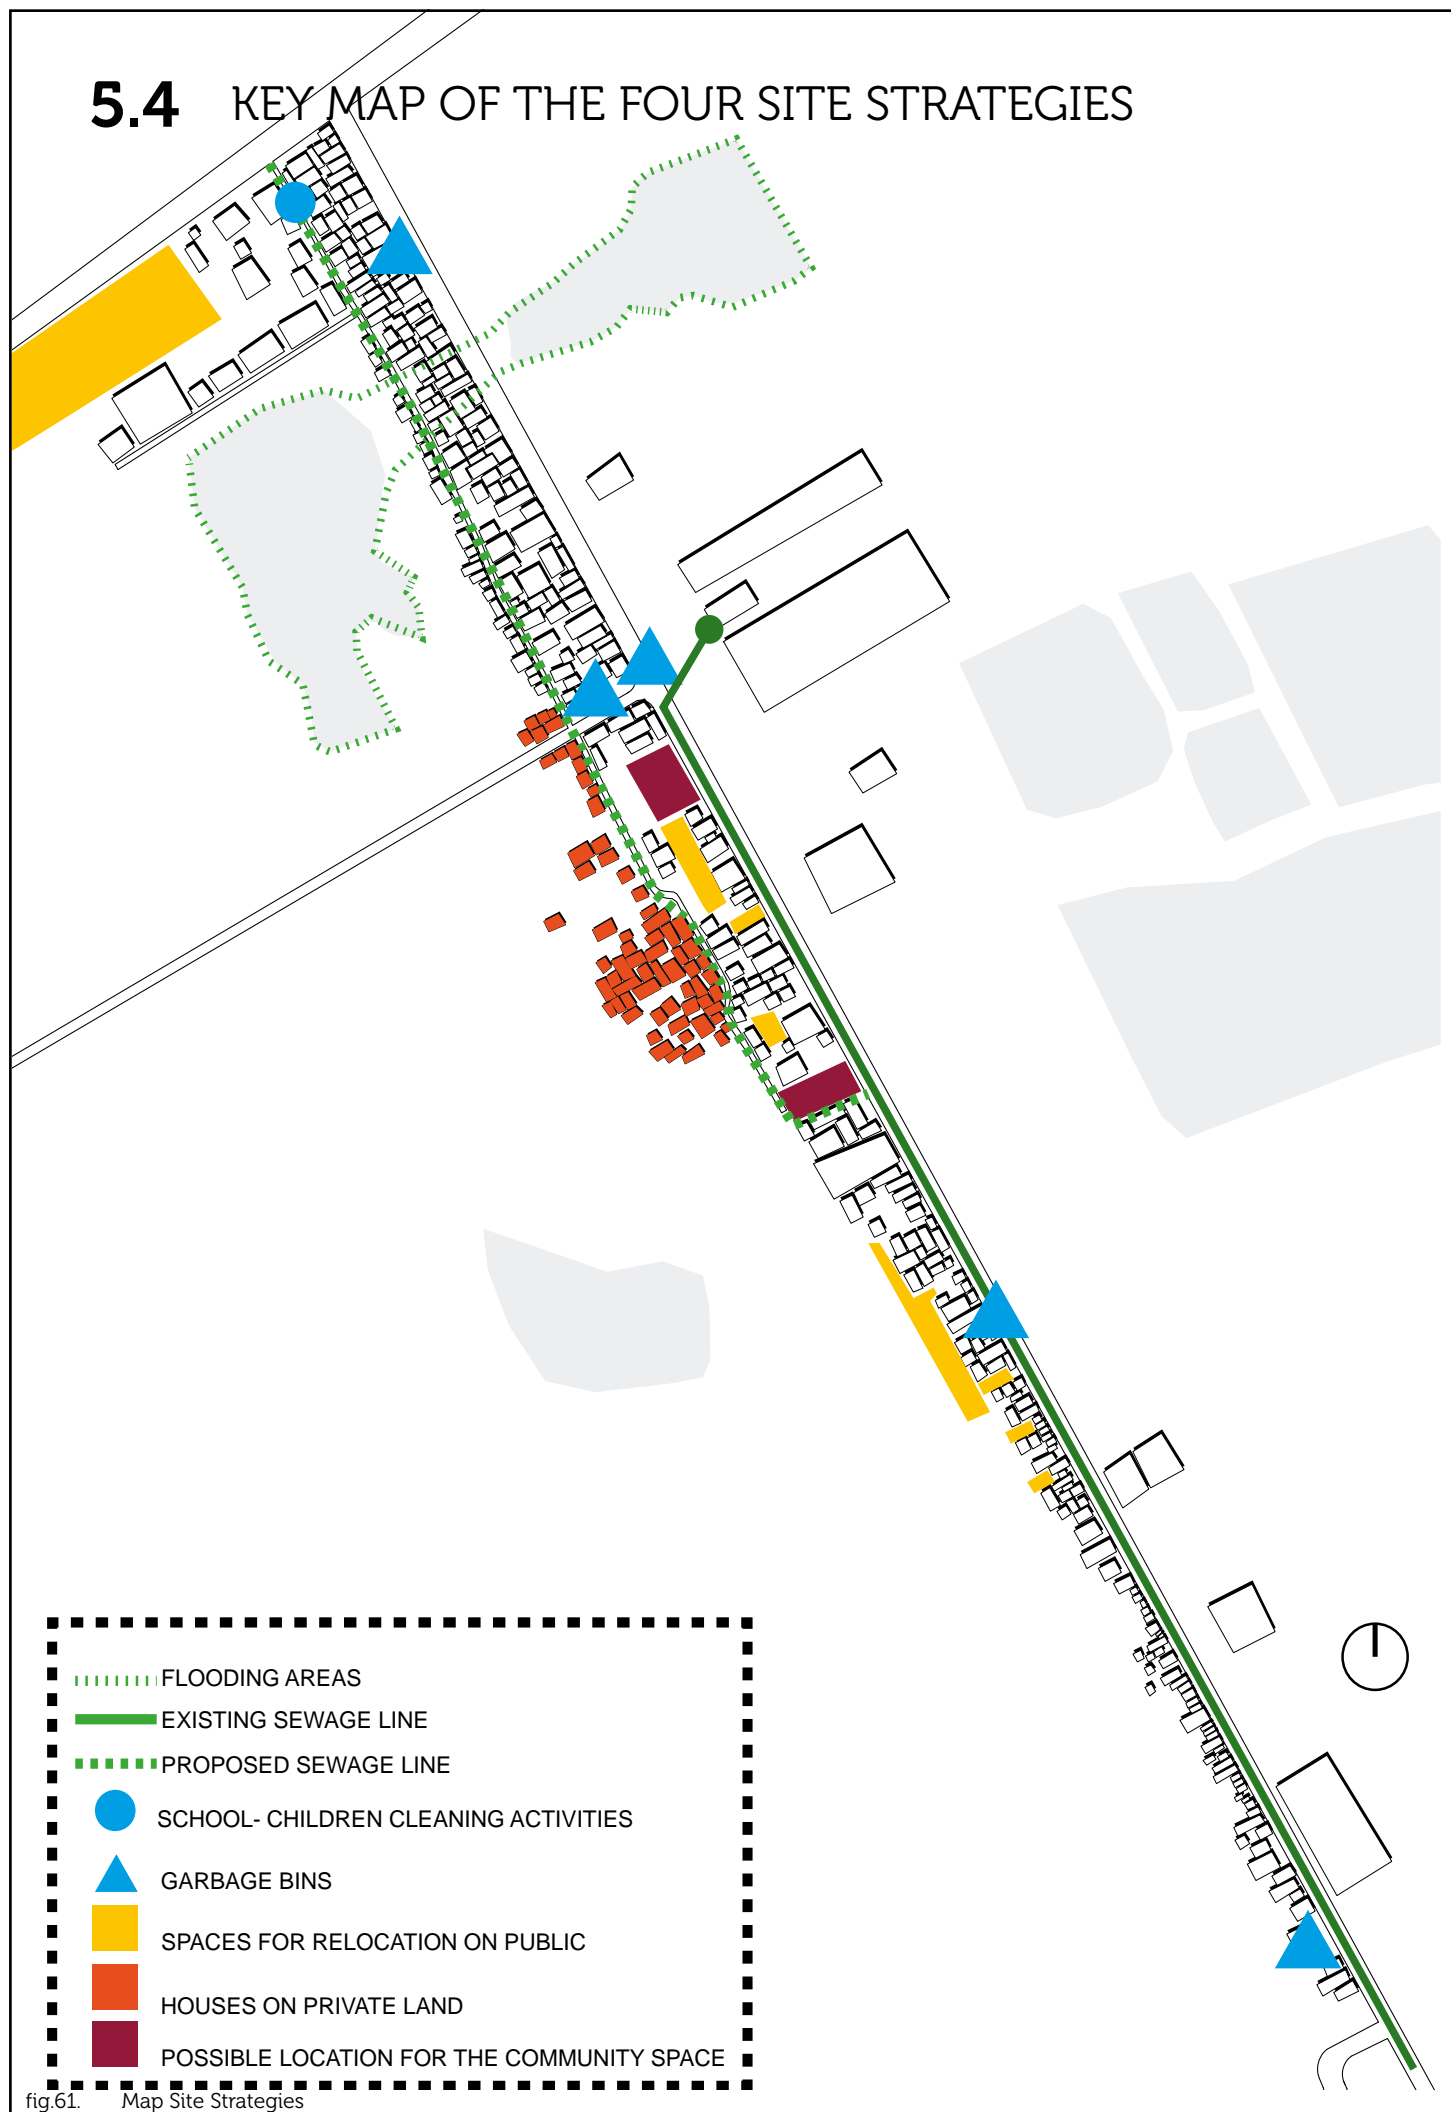 5.4 KEY MAP OF THE FOUR SITE STRATEGIES
FLOODING AREAS
EXISTING SEWAGE LINE
PROPOSED SEWAGE LINE
SCHOOL- CHILDREN CLEANING ACTIVITIES
GARBAGE BINS
SPACES FOR RELOCATION ON PUBLIC
HOUSES ON PRIVATE LAND
POSSIBLE LOCATION FOR THE COMMUNITY SPACE
fig.61. Map Site Strategies